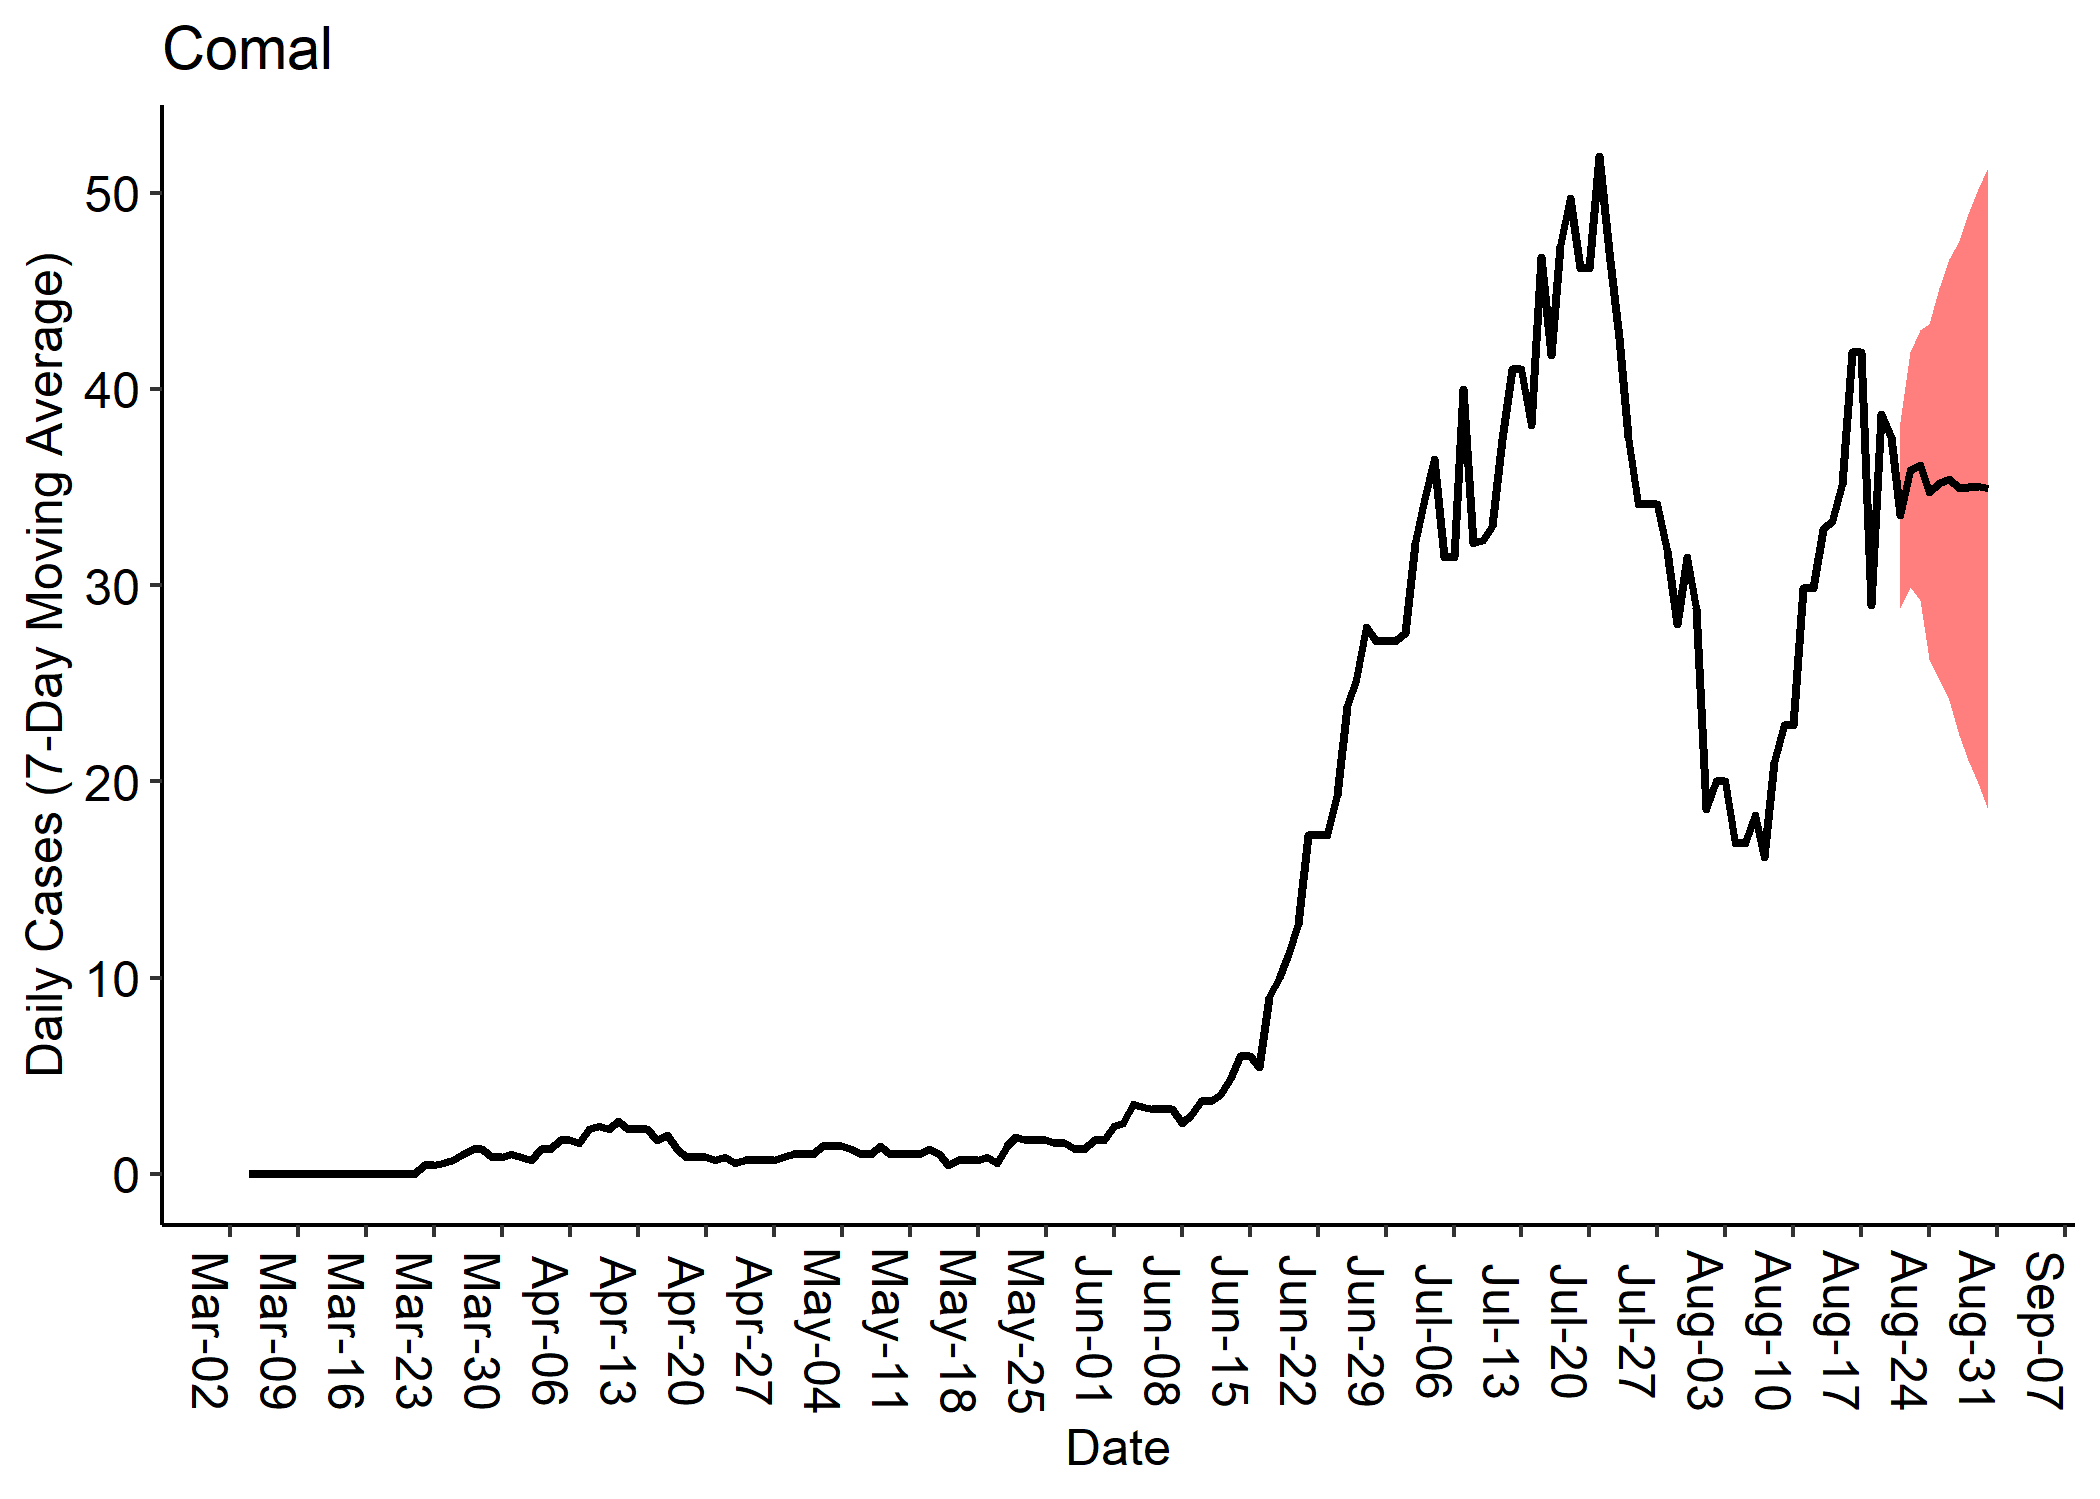 Comal
Daily Cases (7-Day Moving Average)
50
40
30
20
10
0
Mar-02
Mar-09
Mar-16
Mar-23
Mar-30
Apr-06
Apr-13
Apr-20
Apr-27
May-04
May-11
May-18
May-25
Jun-01
Jun-08
Jun-15
Jun-22
Jun-29
Jul-06
Jul-13
Jul-20
Jul-27
Aug-03
Aug-10
Aug-17
Aug-24
Aug-31
Sep-07
Date